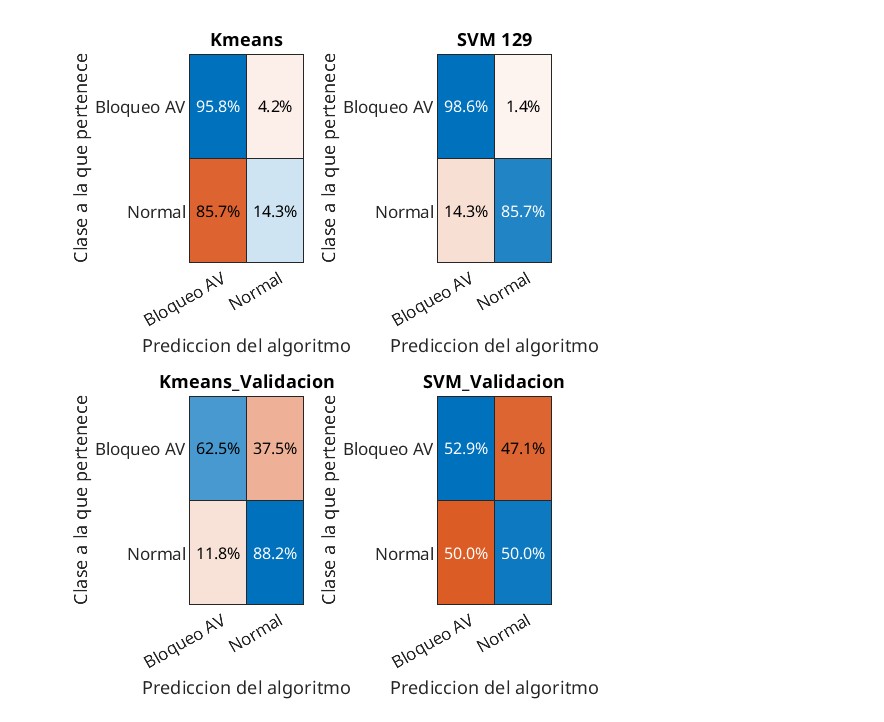 Kmeans
Clase a la que pertenece
Bloqueo AV
95.8%
4.2%
Normal
85.7%
14.3%
Bloqueo AV
Normal
Prediccion del algoritmo
SVM 129
Clase a la que pertenece
Bloqueo AV
98.6%
1.4%
Normal
14.3%
85.7%
Bloqueo AV
Normal
Prediccion del algoritmo
Kmeans_Validacion
Clase a la que pertenece
Bloqueo AV
62.5%
37.5%
Normal
11.8%
88.2%
Bloqueo AV
Normal
Prediccion del algoritmo
SVM_Validacion
Clase a la que pertenece
Bloqueo AV
52.9%
47.1%
Normal
50.0%
50.0%
Bloqueo AV
Normal
Prediccion del algoritmo